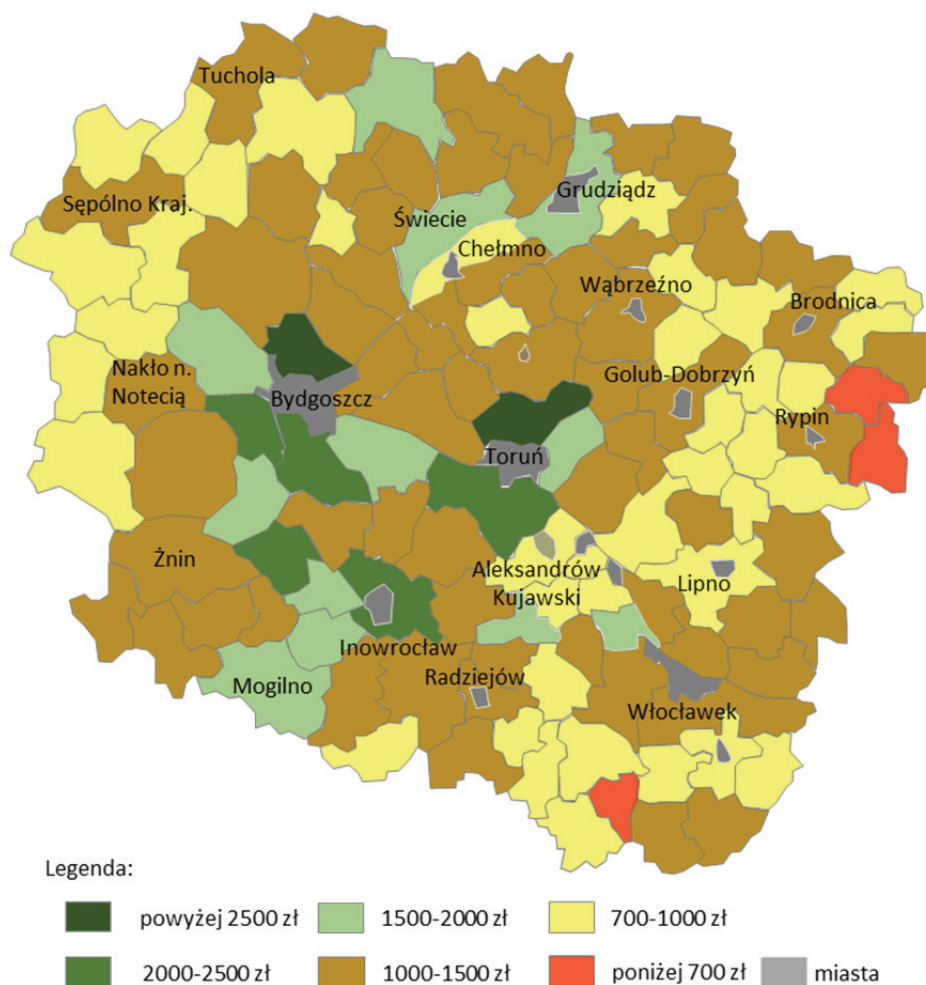 Tuchola
Sępólno Kraj.
Świecie
Grudziądz
Chełmno
Wąbrzeźno
Brodnica
Nakło n.
Notecią
Bydgoszcz
Golub-Dobrzyń
Rypin
Toruń
Żnin
Aleksandrów
Kujawski
Lipno
Inowrocław
Radziejów
Mogilno
Włocławek
Legenda:
powyżej 2500 zł
1500-2000 zł
700-1000 zł
2000-2500 zł
1000-1500 zł
poniżej 700 zł
miasta